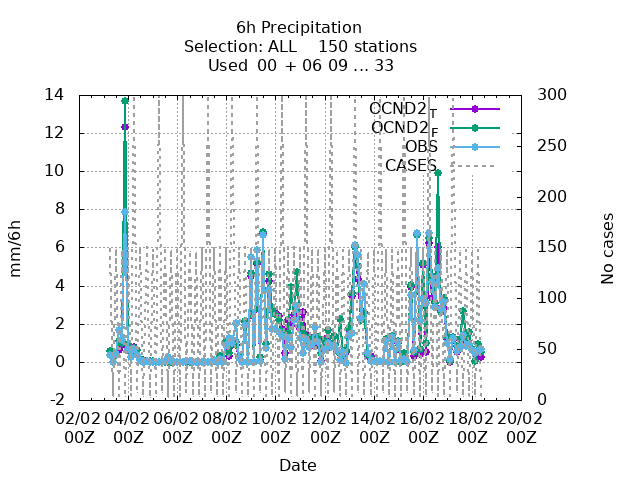 6h Precipitation
Selection: ALL 150 stations
Used 00 + 06 09 ... 33
14
12
10
8
6
4
2
0
-2
300
250
200
150
100
50
0
OCND2T
OCND2F
OBS
CASES
mm/6h
No cases
02/02 04/02 06/02 08/02 10/02 12/02 14/02 16/02 18/02 20/02
00Z 00Z 00Z 00Z 00Z 00Z 00Z 00Z 00Z 00Z
Date